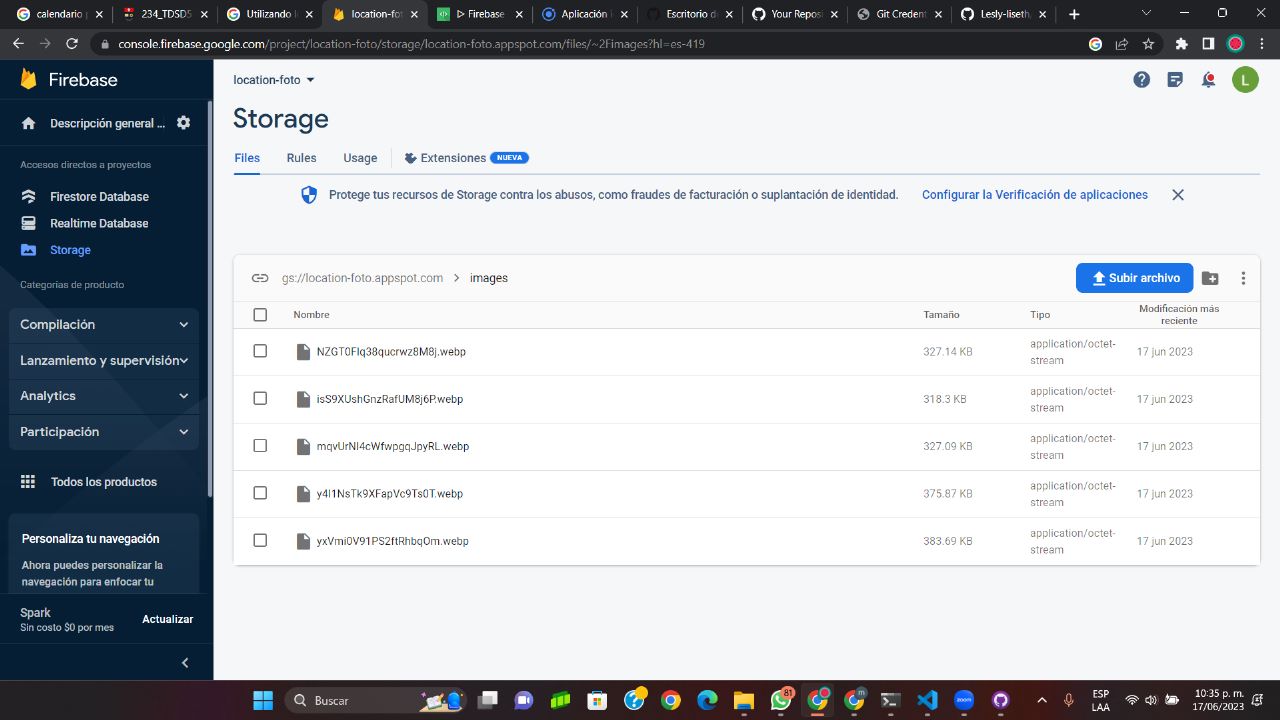 calendario p
234_TDSD5
Utilizando lo
location-fot
Firebase
Aplicación i
Escritorio de
Your Reposi
Git Credent
Lesly-liseth/
console.firebase.google.com/project/location-foto/storage/location-foto.appspot.com/files/~2Fimages?hl=es-419
Firebase
location-foto
L
Descripción general ...
Storage
Accesos directos a proyectos
Files Rules Usage Extensiones NUEVA
Firestore Database
Protege tus recursos de Storage contra los abusos, como fraudes de facturación o suplantación de identidad. Configurar la Verificación de aplicaciones
Realtime Database
Storage
Categorías de producto
gs://location-foto.appspot.com > images
Subir archivo
Compilación
Nombre Tamaño Tipo Modificación más reciente
Lanzamiento y supervisión
NZGT0FIq38qucrwz8M8j.webp 327.14 KB application/octet-stream 17 jun 2023
Analytics
isS9XUshGnzRafUM8j6P.webp 318.3 KB application/octet-stream 17 jun 2023
Participación
mqvUrNI4cWfwpgqJpyRL.webp 327.09 KB application/octet-stream 17 jun 2023
Todos los productos
y4I1NsTk9XFapVc9Ts0T.webp 375.87 KB application/octet-stream 17 jun 2023
yxVmi0V91PSZftRhbqOm.webp 383.69 KB application/octet-stream 17 jun 2023
Personaliza tu navegación
Ahora puedes personalizar la
navegación para enfocar tu
Spark
Sin costo $0 por mes
Actualizar
Buscar
81
m
zoom
ESP
LAA
10:35 p. m.
17/06/2023